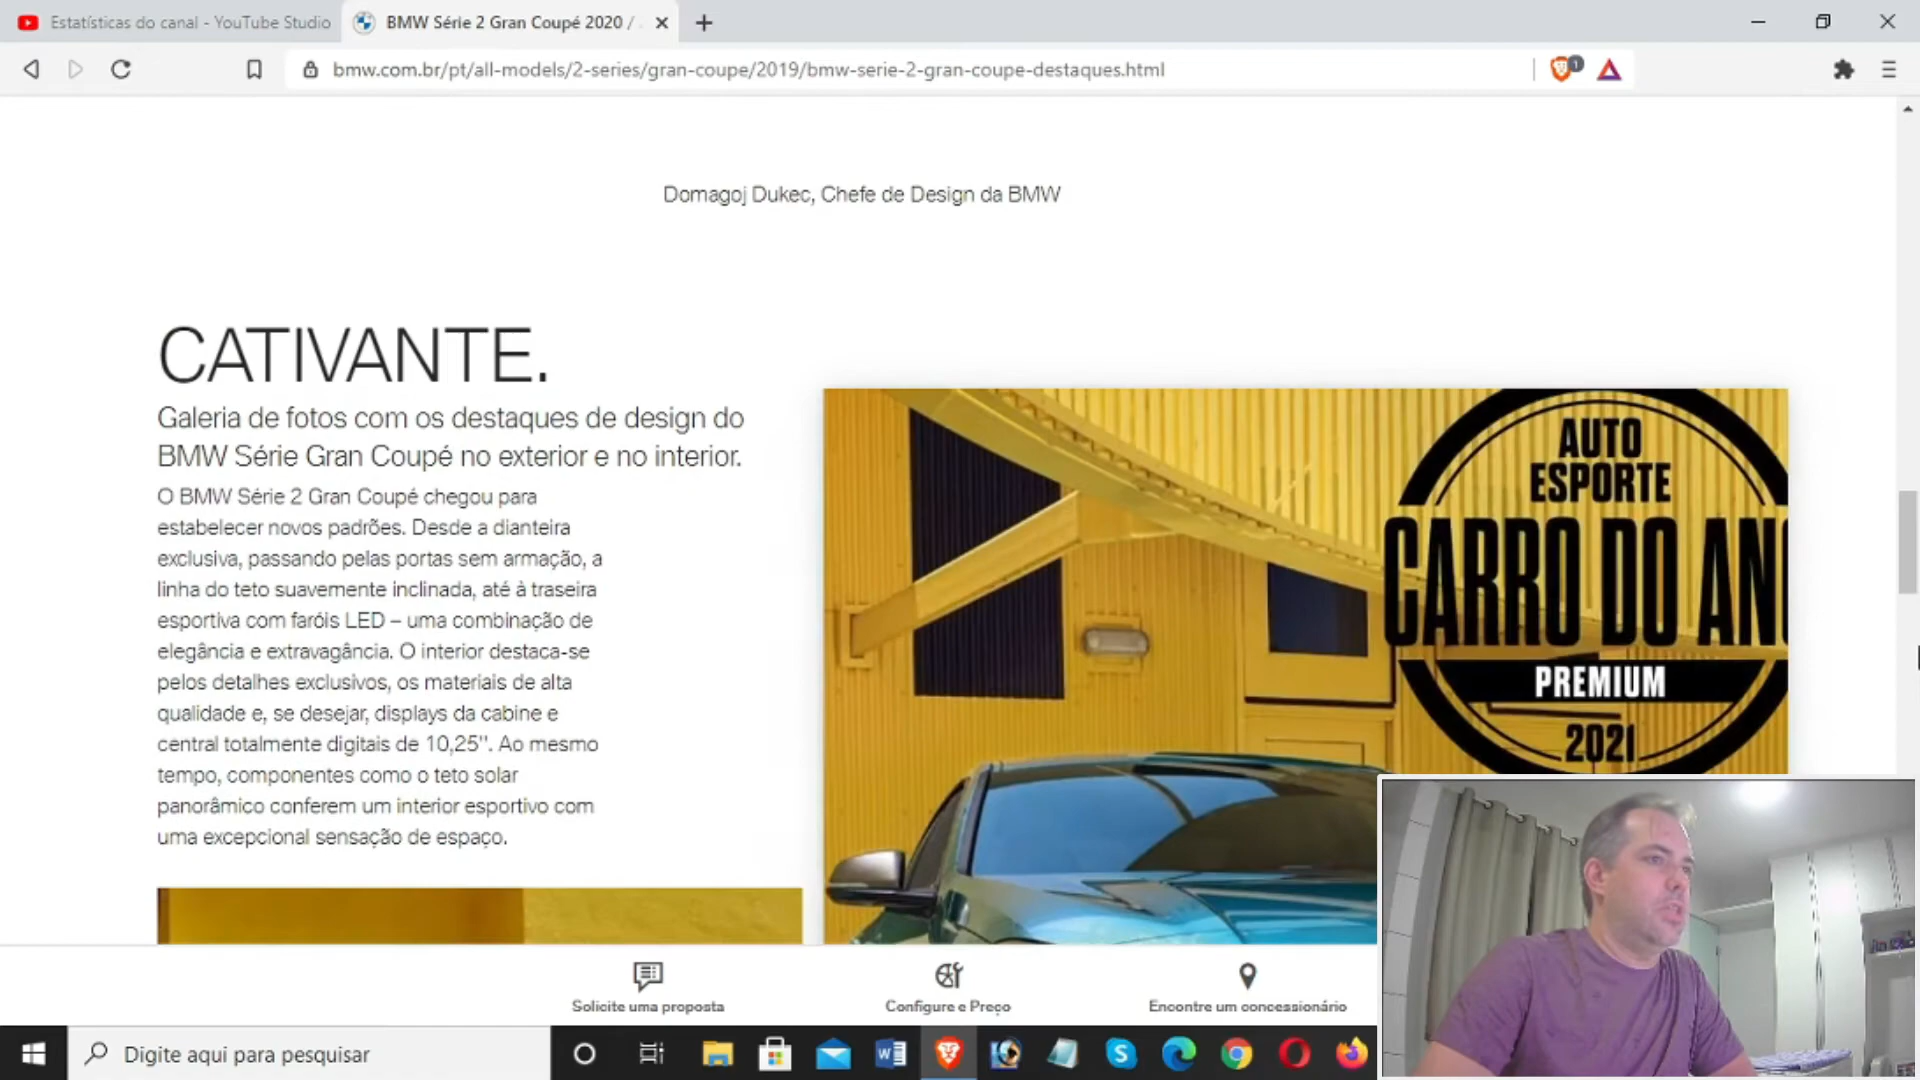 Estatísticas do canal - YouTube Studio
BMW Série 2 Gran Coupé 2020 /
bmw.com.br/pt/all-models/2-series/gran-coupe/2019/bmw-serie-2-gran-coupe-destaques.html
1
Domagoj Dukec, Chefe de Design da BMW
CATIVANTE.
Galeria de fotos com os destaques de design do
BMW Série Gran Coupé no exterior e no interior.
O BMW Série 2 Gran Coupé chegou para
estabelecer novos padrões. Desde a dianteira
exclusiva, passando pelas portas sem armação, a
linha do teto suavemente inclinada, até à traseira
esportiva com faróis LED – uma combinação de
elegância e extravagância. O interior destaca-se
pelos detalhes exclusivos, os materiais de alta
qualidade e, se desejar, displays da cabine e
central totalmente digitais de 10,25''. Ao mesmo
tempo, componentes como o teto solar
panorâmico conferem um interior esportivo com
uma excepcional sensação de espaço.
AUTO
ESPORTE
CARRO DO ANO
PREMIUM
2021
Solicite uma proposta
Configure e Preço
Encontre um concessionário
Digite aqui para pesquisar